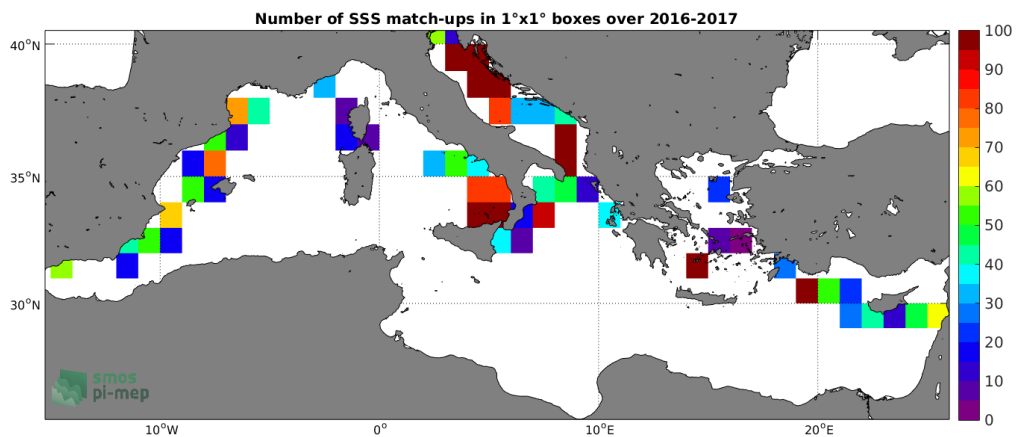 Number of SSS match-ups in 1°x1° boxes over 2016-2017
40°N
35°N
30°N
10°W
0°
10°E
20°E
100
90
80
70
60
50
40
30
20
10
0
smos
pi-mep